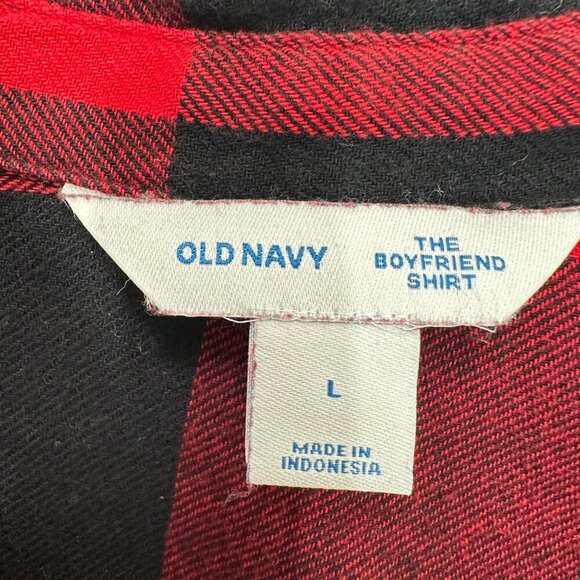 OLD NAVY
THE
BOYFRIEND
SHIRT
L
MADE IN
INDONESIA